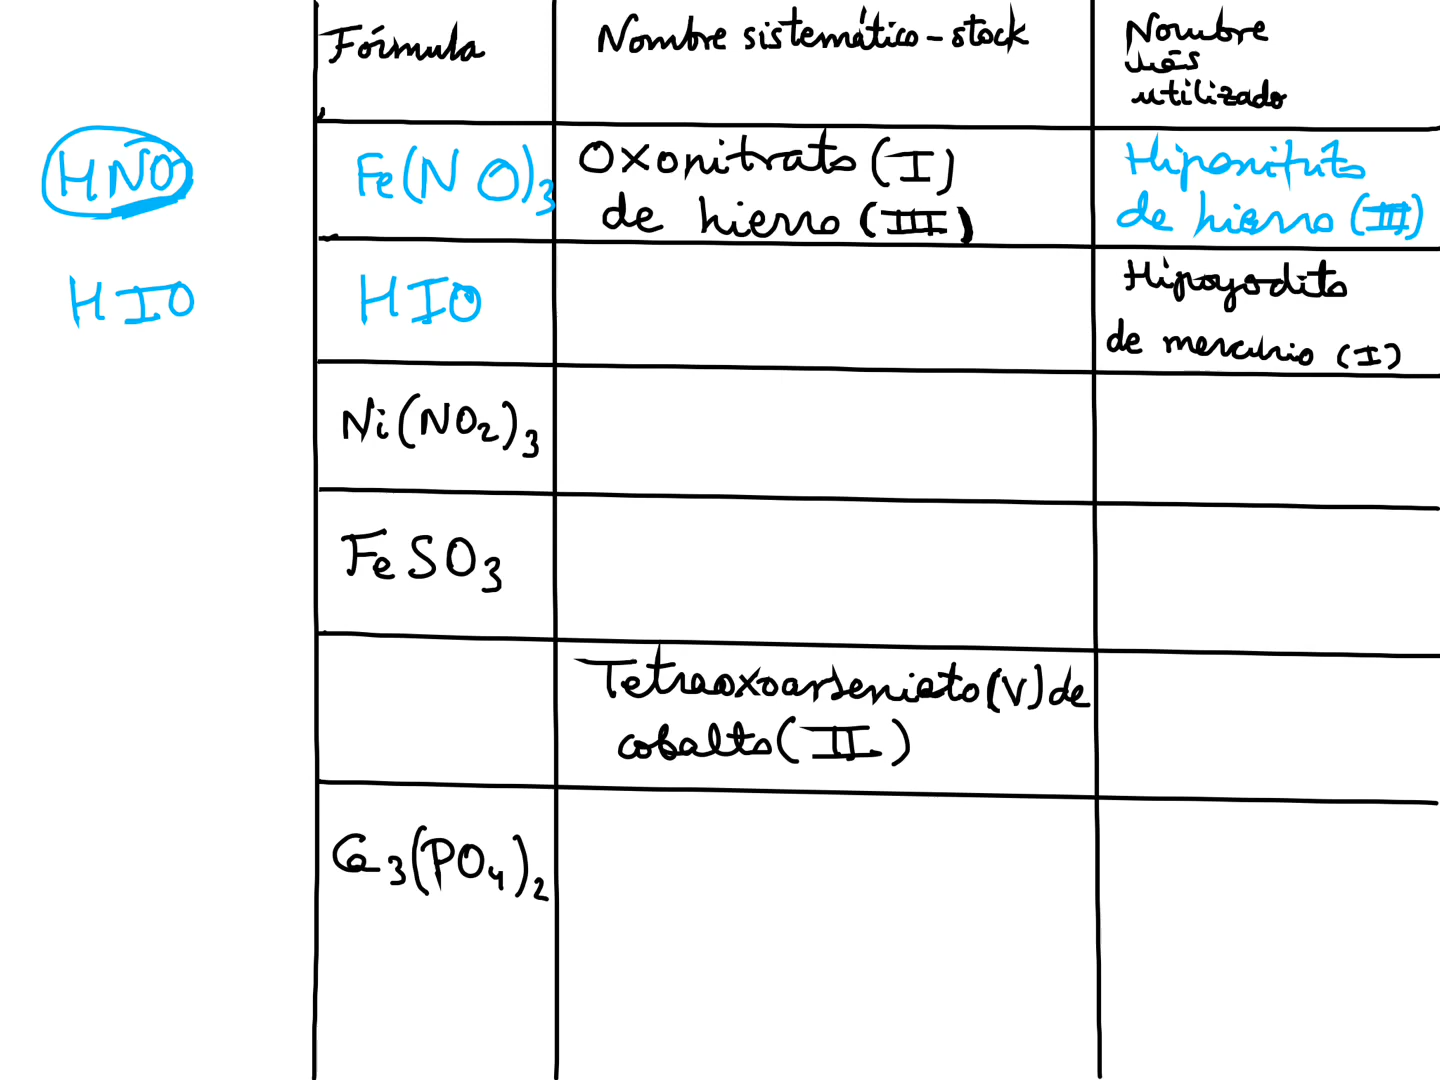 Fórmula
Nombre sistemático-stock
Nombre
más
utilizado
HNO
Fe(NO)3
Oxonitrato (I)
de hierro (III)
Hiponitrito
de hierro (III)
HIO
HIO
Hipoyodito
de mercurio (I)
Ni(NO2)3
FeSO3
Tetraoxoarseniato(V) de
cobalto(II)
Ca3(PO4)2